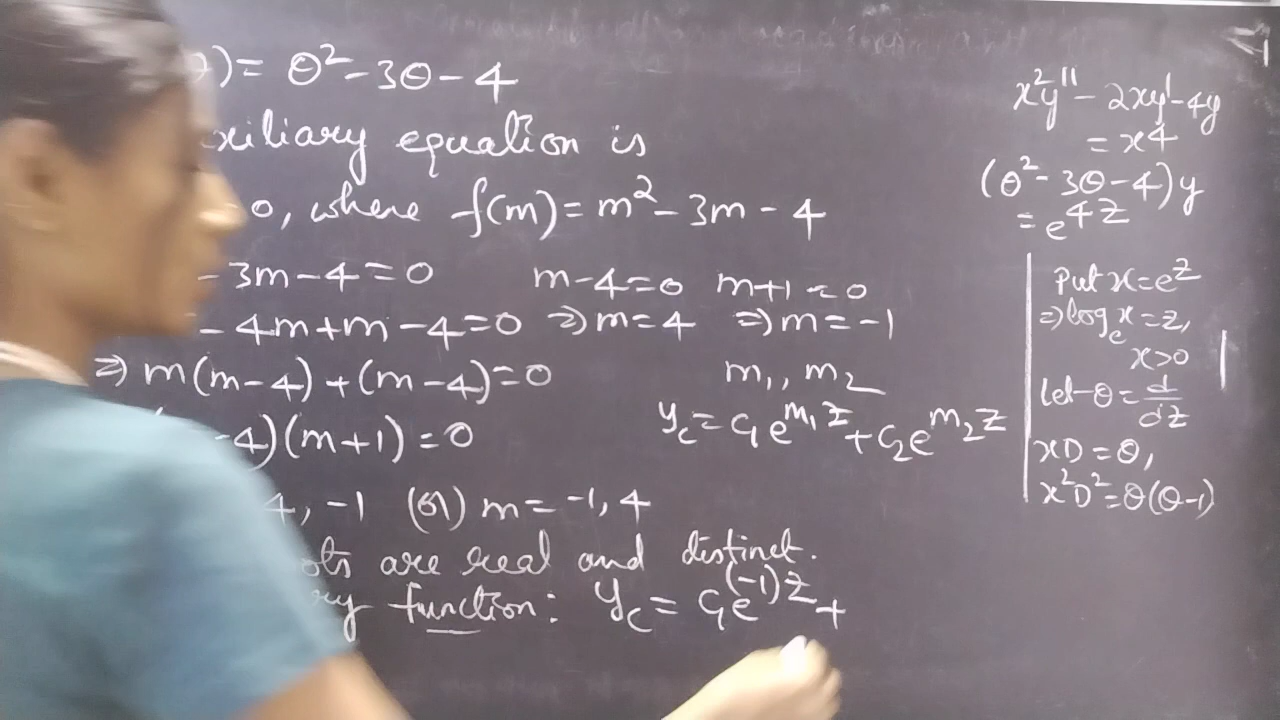 ) = θ² - 3θ - 4
xiliary equation is
0, where f(m) = m² - 3m - 4
- 3m - 4 = 0
- 4m + m - 4 = 0
⇒ m(m-4) + (m-4) = 0
-4)(m+1) = 0
4, -1 (or) m = -1, 4
ots are real and distinct.
ry function: y_c = c₁e^(-1)z +
m-4=0 m+1=0
⇒ m = 4 ⇒ m = -1
m₁, m₂
y_c = c₁e^m₁z + c₂e^m₂z
x²y'' - 2xy' - 4y
= x4
(θ² - 3θ - 4)y
= e^4z
Put x = e^z
⇒ log_e x = z,
x>0
let θ = d/dz
xD = θ,
x²D² = θ(θ-1)